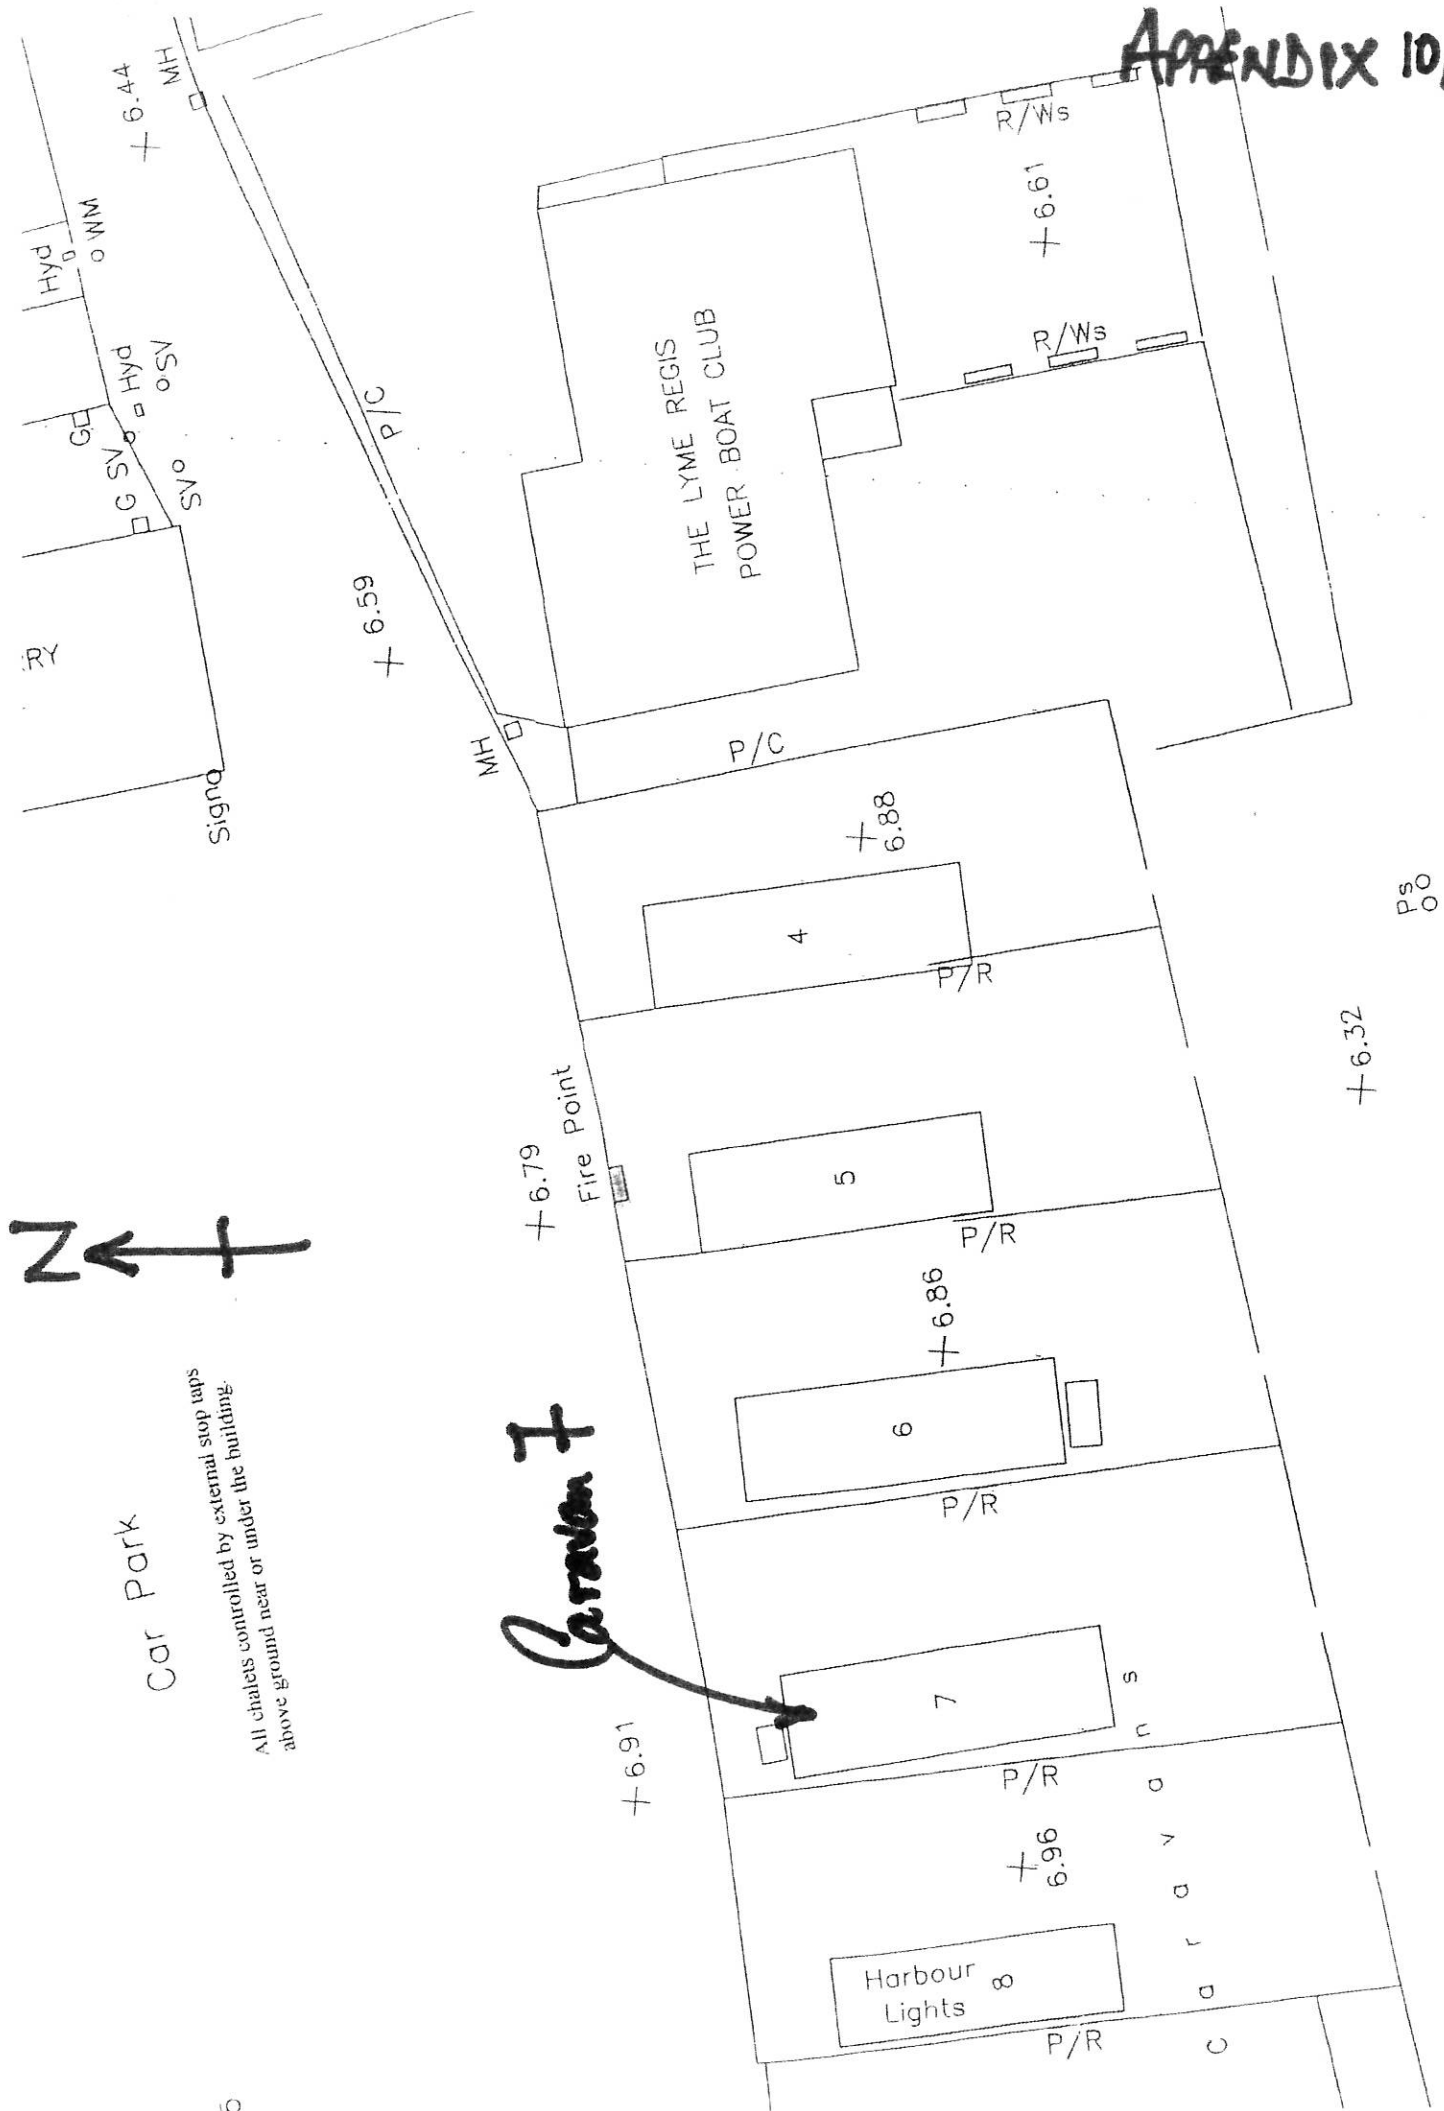 APPENDIX 10
MH
+ 6.44
Hyd
WM
Hyd
SV
G
G SV
SV
P/C
R/Ws
+ 6.61
R/Ws
THE LYME REGIS
POWER BOAT CLUB
+ 6.59
RY
Sign
MH
P/C
+ 6.88
4
P/R
Ps
+ 6.32
Fire Point
+ 6.79
5
P/R
N
+ 6.86
6
P/R
Car Park
All chalets controlled by external stop taps
above ground near or under the building.
Caravan 7
+ 6.91
7
P/R
+ 6.96
Harbour
Lights
8
P/R
Caravans